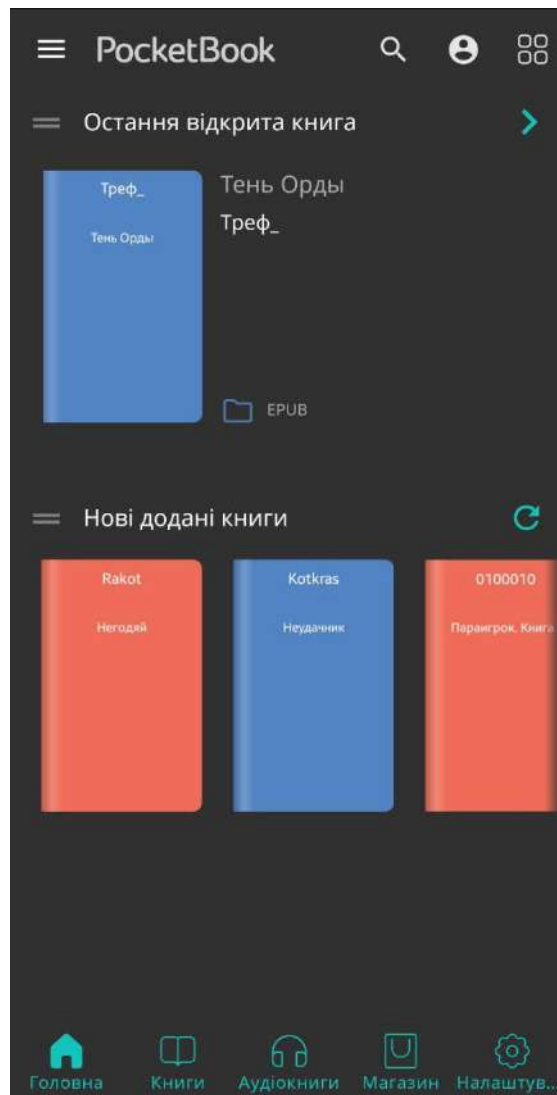 PocketBook
Остання відкрита книга
Треф_
Тень Орды
Тень Орды
Треф_
EPUB
Нові додані книги
Rakot
Негодяй
Kotkras
Неудачник
0100010
Параигрок. Книга
Головна
Книги
Аудіокниги
Магазин
Налаштув...